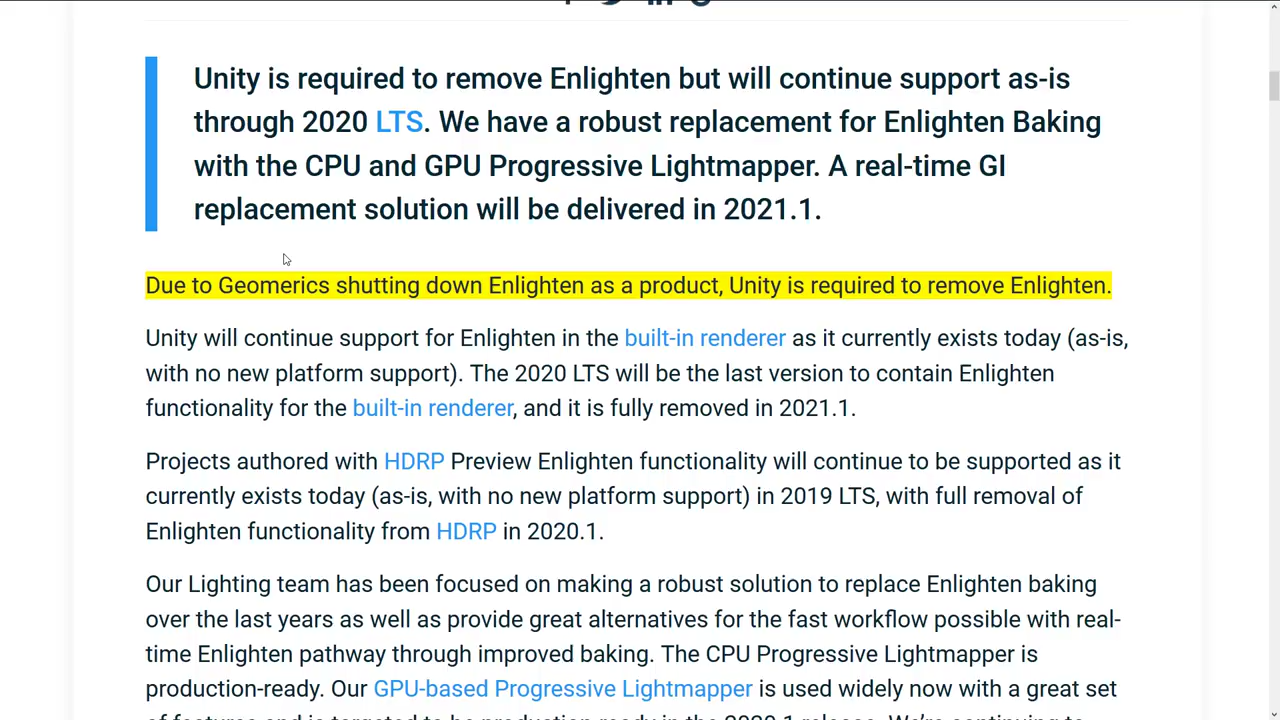 Unity is required to remove Enlighten but will continue support as-is
through 2020 LTS. We have a robust replacement for Enlighten Baking
with the CPU and GPU Progressive Lightmapper. A real-time GI
replacement solution will be delivered in 2021.1.
Due to Geomerics shutting down Enlighten as a product, Unity is required to remove Enlighten.
Unity will continue support for Enlighten in the built-in renderer as it currently exists today (as-is,
with no new platform support). The 2020 LTS will be the last version to contain Enlighten
functionality for the built-in renderer, and it is fully removed in 2021.1.
Projects authored with HDRP Preview Enlighten functionality will continue to be supported as it
currently exists today (as-is, with no new platform support) in 2019 LTS, with full removal of
Enlighten functionality from HDRP in 2020.1.
Our Lighting team has been focused on making a robust solution to replace Enlighten baking
over the last years as well as provide great alternatives for the fast workflow possible with real-
time Enlighten pathway through improved baking. The CPU Progressive Lightmapper is
production-ready. Our GPU-based Progressive Lightmapper is used widely now with a great set